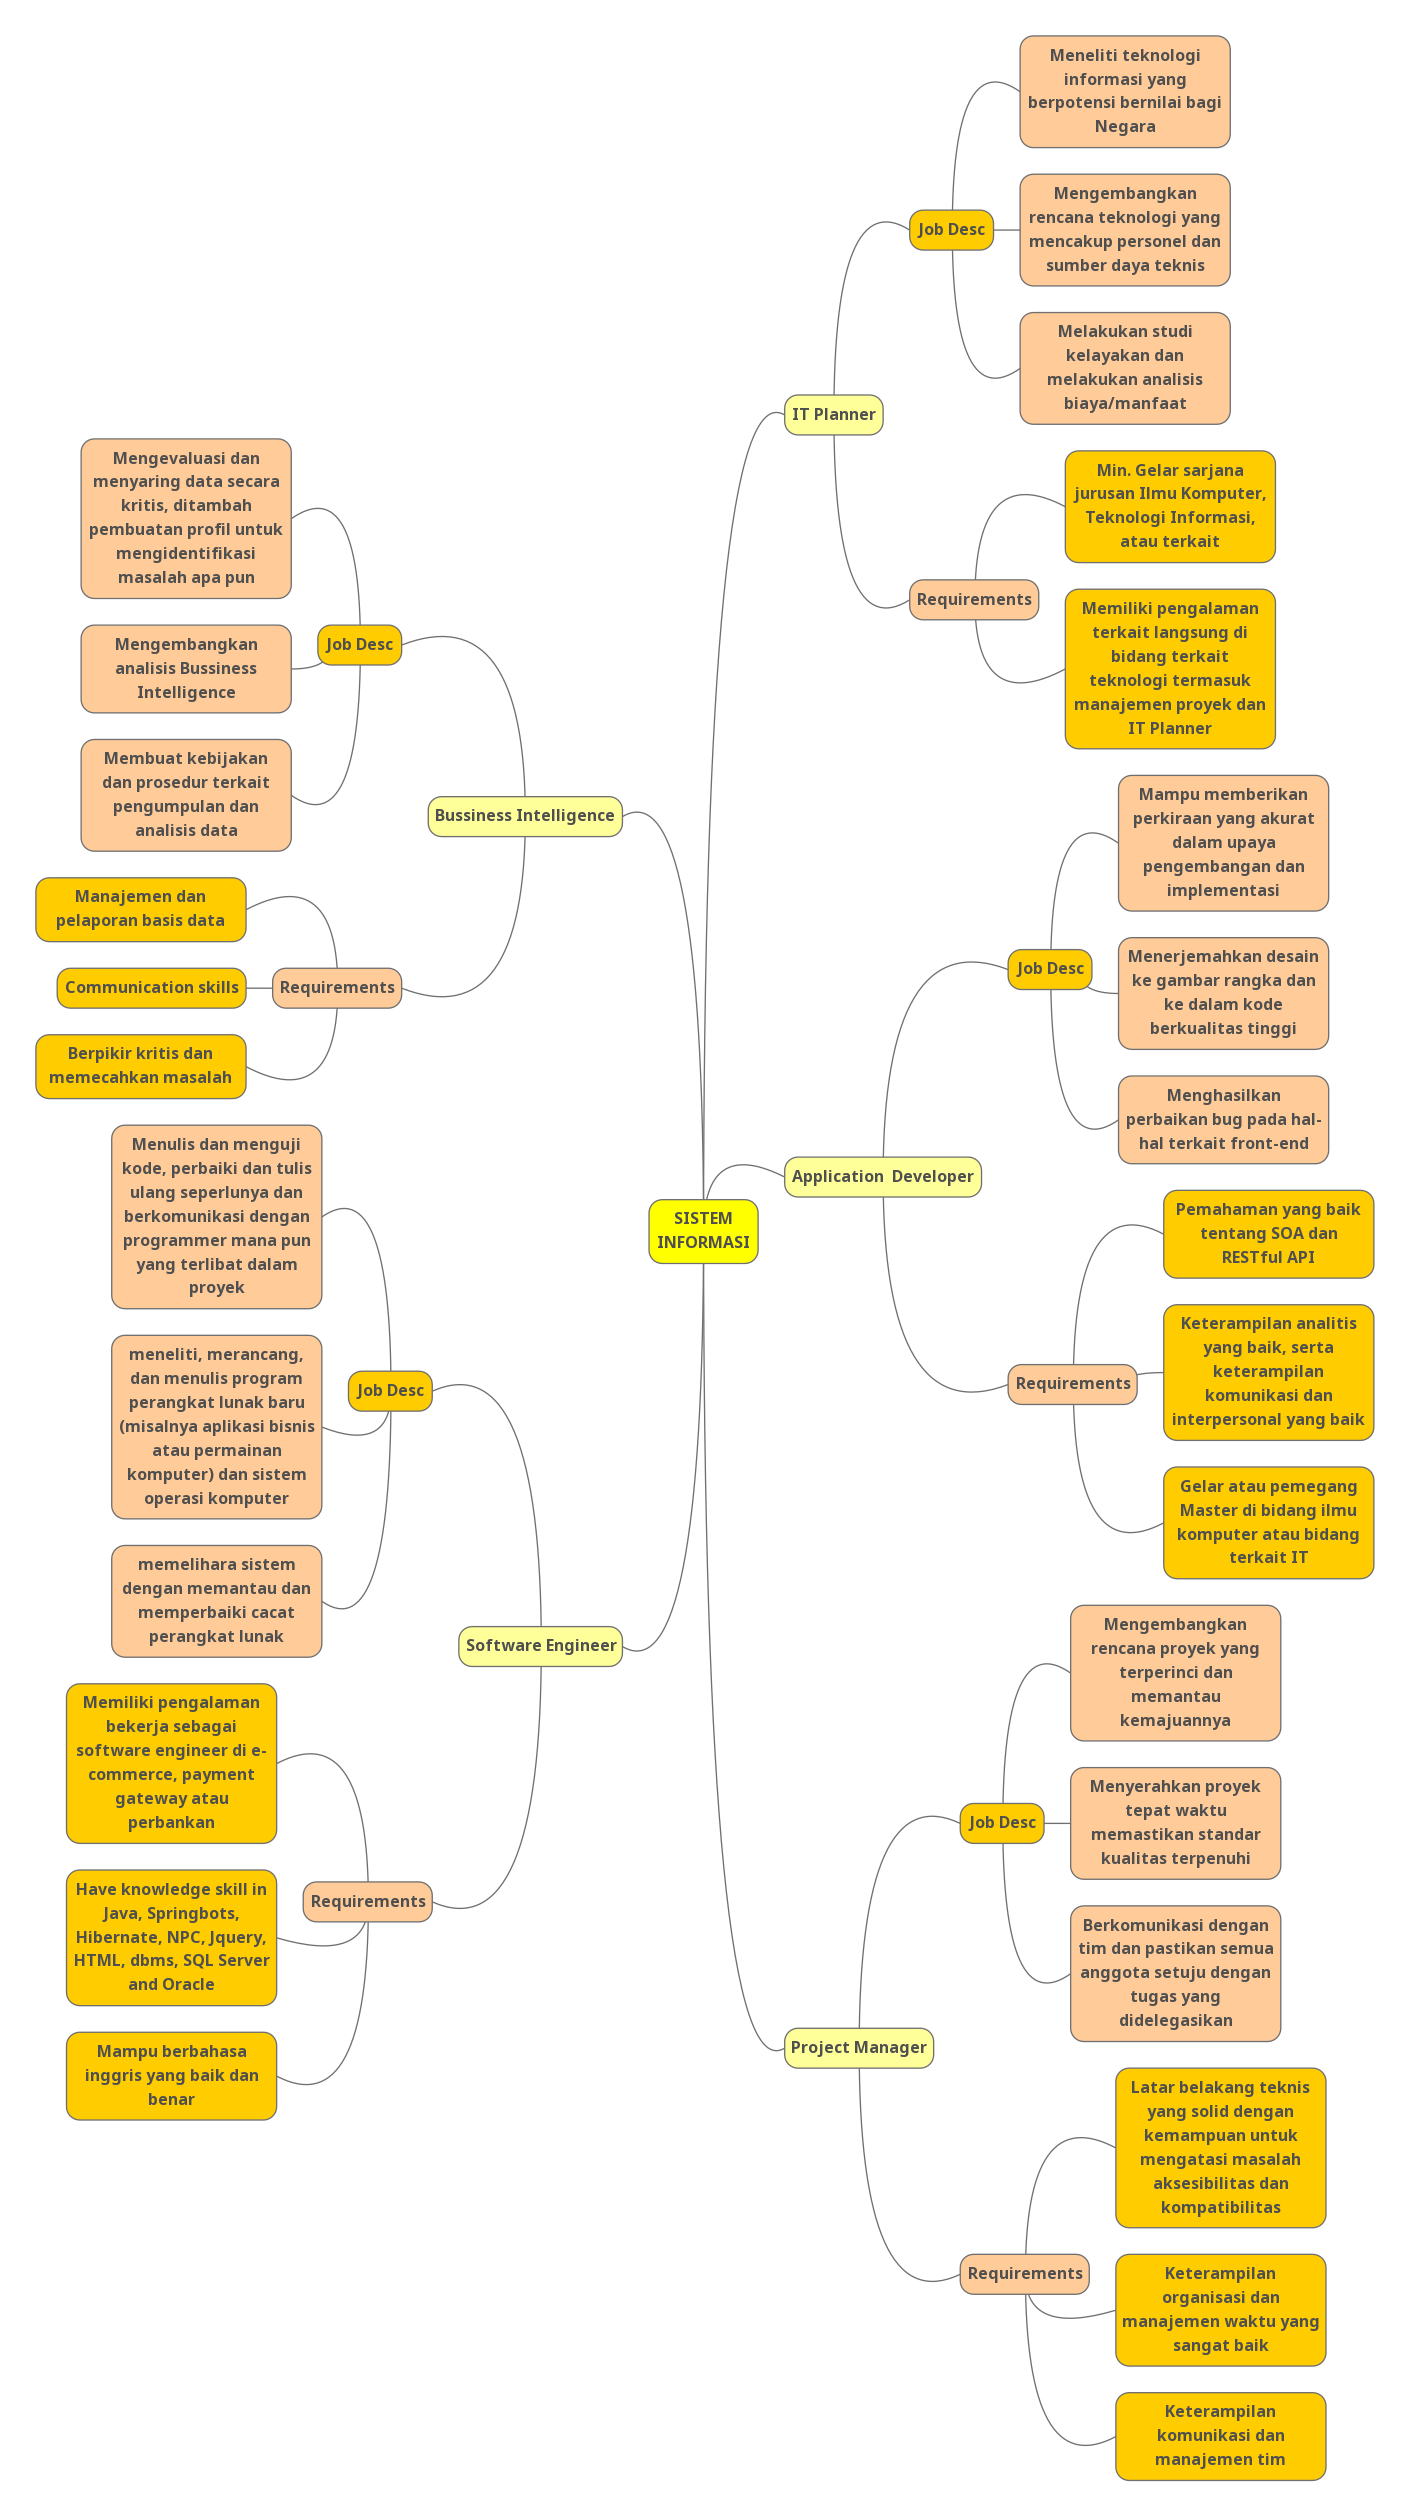 SISTEM
INFORMASI
IT Planner
Job Desc
Meneliti teknologi
informasi yang
berpotensi bernilai bagi
Negara
Mengembangkan
rencana teknologi yang
mencakup personel dan
sumber daya teknis
Melakukan studi
kelayakan dan
melakukan analisis
biaya/manfaat
Requirements
Min. Gelar sarjana
jurusan Ilmu Komputer,
Teknologi Informasi,
atau terkait
Memiliki pengalaman
terkait langsung di
bidang terkait
teknologi termasuk
manajemen proyek dan
IT Planner
Application  Developer
Job Desc
Mampu memberikan
perkiraan yang akurat
dalam upaya
pengembangan dan
implementasi
Menerjemahkan desain
ke gambar rangka dan
ke dalam kode
berkualitas tinggi
Menghasilkan
perbaikan bug pada hal-
hal terkait front-end
Requirements
Pemahaman yang baik
tentang SOA dan
RESTful API
Keterampilan analitis
yang baik, serta
keterampilan
komunikasi dan
interpersonal yang baik
Gelar atau pemegang
Master di bidang ilmu
komputer atau bidang
terkait IT
Project Manager
Job Desc
Mengembangkan
rencana proyek yang
terperinci dan
memantau
kemajuannya
Menyerahkan proyek
tepat waktu
memastikan standar
kualitas terpenuhi
Berkomunikasi dengan
tim dan pastikan semua
anggota setuju dengan
tugas yang
didelegasikan
Requirements
Latar belakang teknis
yang solid dengan
kemampuan untuk
mengatasi masalah
aksesibilitas dan
kompatibilitas
Keterampilan
organisasi dan
manajemen waktu yang
sangat baik
Keterampilan
komunikasi dan
manajemen tim
Bussiness Intelligence
Job Desc
Mengevaluasi dan
menyaring data secara
kritis, ditambah
pembuatan profil untuk
mengidentifikasi
masalah apa pun
Mengembangkan
analisis Bussiness
Intelligence
Membuat kebijakan
dan prosedur terkait
pengumpulan dan
analisis data
Requirements
Manajemen dan
pelaporan basis data
Communication skills
Berpikir kritis dan
memecahkan masalah
Software Engineer
Job Desc
Menulis dan menguji
kode, perbaiki dan tulis
ulang seperlunya dan
berkomunikasi dengan
programmer mana pun
yang terlibat dalam
proyek
meneliti, merancang,
dan menulis program
perangkat lunak baru
(misalnya aplikasi bisnis
atau permainan
komputer) dan sistem
operasi komputer
memelihara sistem
dengan memantau dan
memperbaiki cacat
perangkat lunak
Requirements
Memiliki pengalaman
bekerja sebagai
software engineer di e-
commerce, payment
gateway atau
perbankan
Have knowledge skill in
Java, Springbots,
Hibernate, NPC, Jquery,
HTML, dbms, SQL Server
and Oracle
Mampu berbahasa
inggris yang baik dan
benar